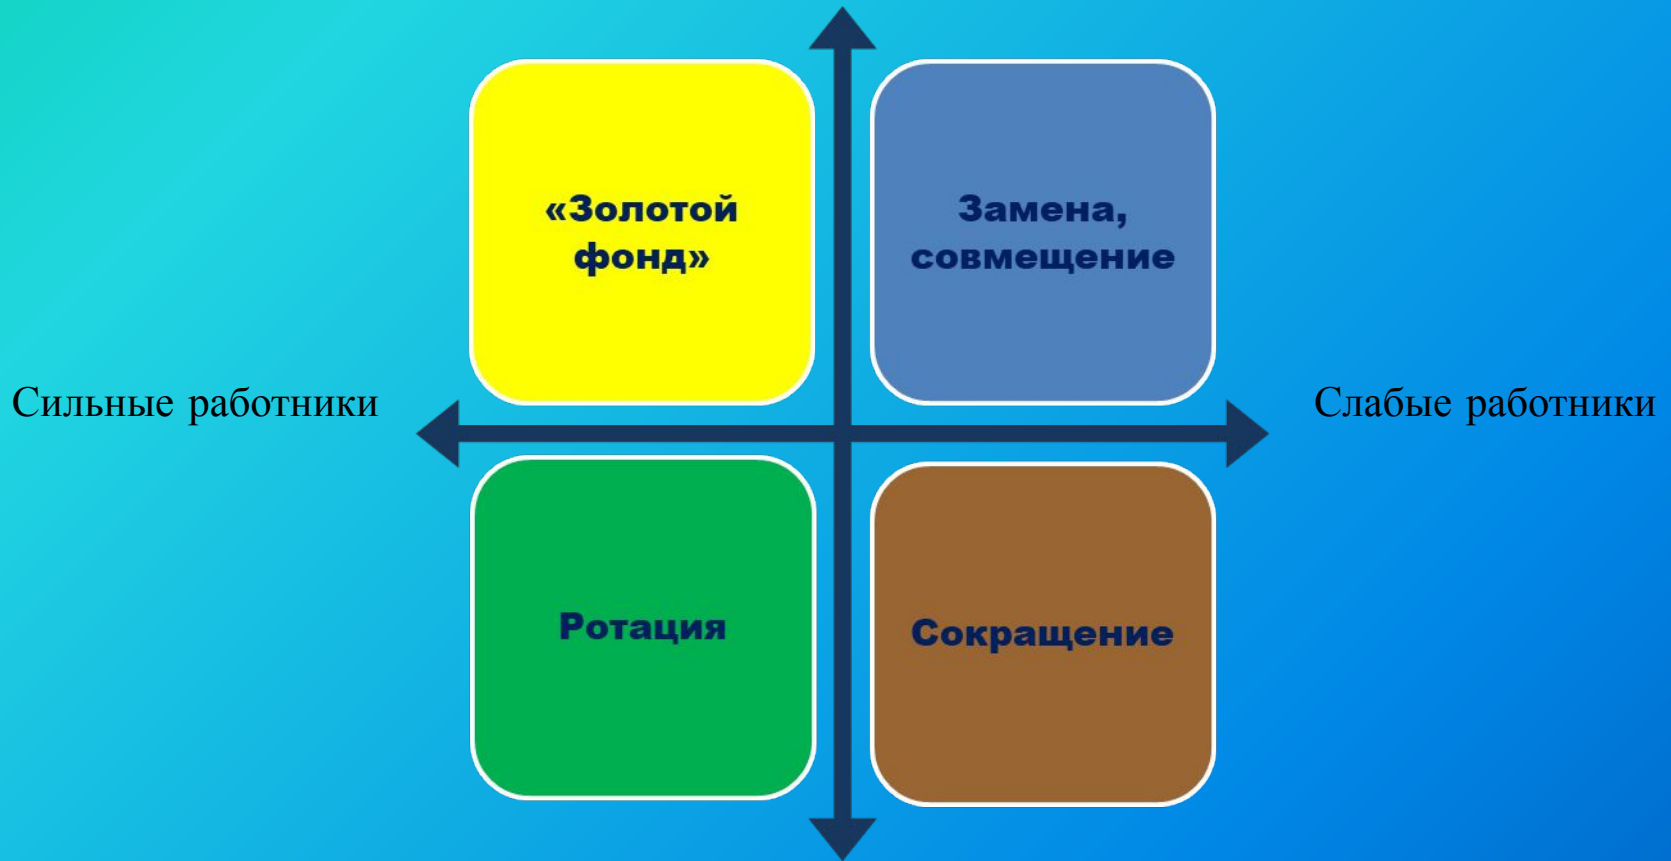 «Золотой
фонд»
Замена,
совмещение
Сильные работники
Слабые работники
Ротация
Сокращение